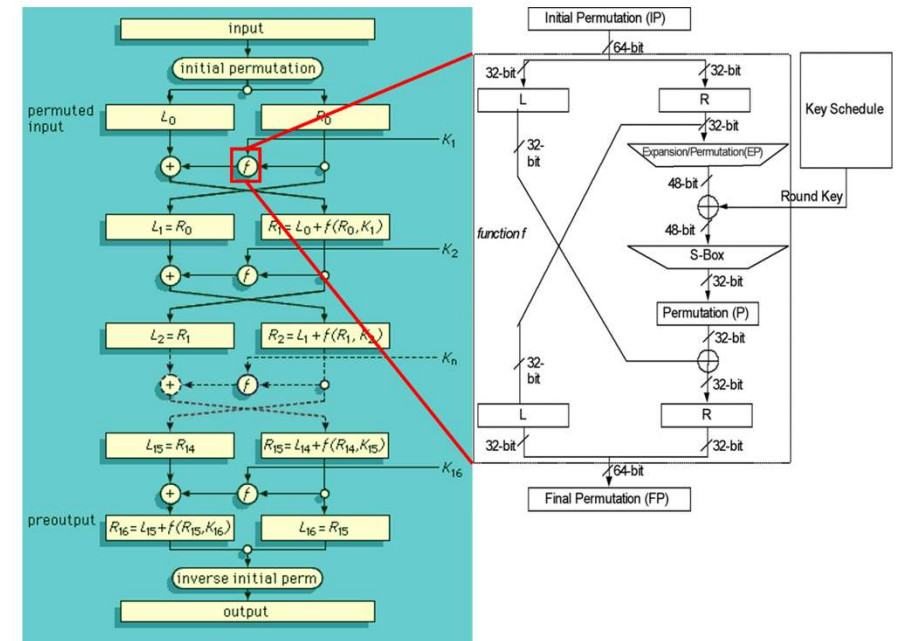 input
initial permutation
permuted
input
L0
R0
K1
+
f
L1=R0
R1=L0+f(R0,K1)
K2
+
f
L2=R1
R2=L1+f(R1,K2)
Kn
+
f
L15=R14
R15=L14+f(R14,K15)
K16
+
f
preoutput
R16=L15+f(R15,K16)
L16=R15
inverse initial perm
output
Initial Permutation (IP)
64-bit
32-bit
32-bit
L
R
Key Schedule
32-bit
32-
bit
Expansion/Permutation(EP)
48-bit
Round Key
48-bit
function f
S-Box
32-bit
Permutation (P)
32-bit
32-
bit
32-bit
L
R
32-bit
32-bit
64-bit
Final Permutation (FP)